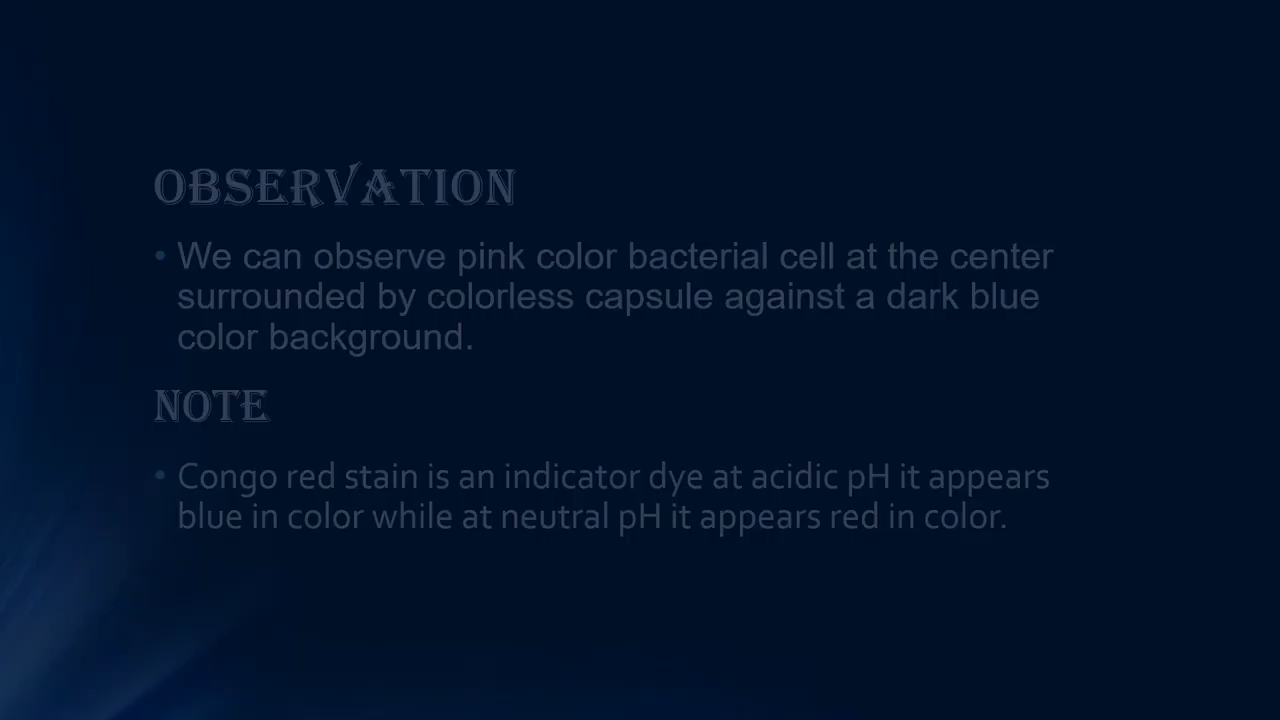 OBSERVATION
• We can observe pink color bacterial cell at the center
surrounded by colorless capsule against a dark blue
color background.
NOTE
• Congo red stain is an indicator dye at acidic pH it appears
blue in color while at neutral pH it appears red in color.